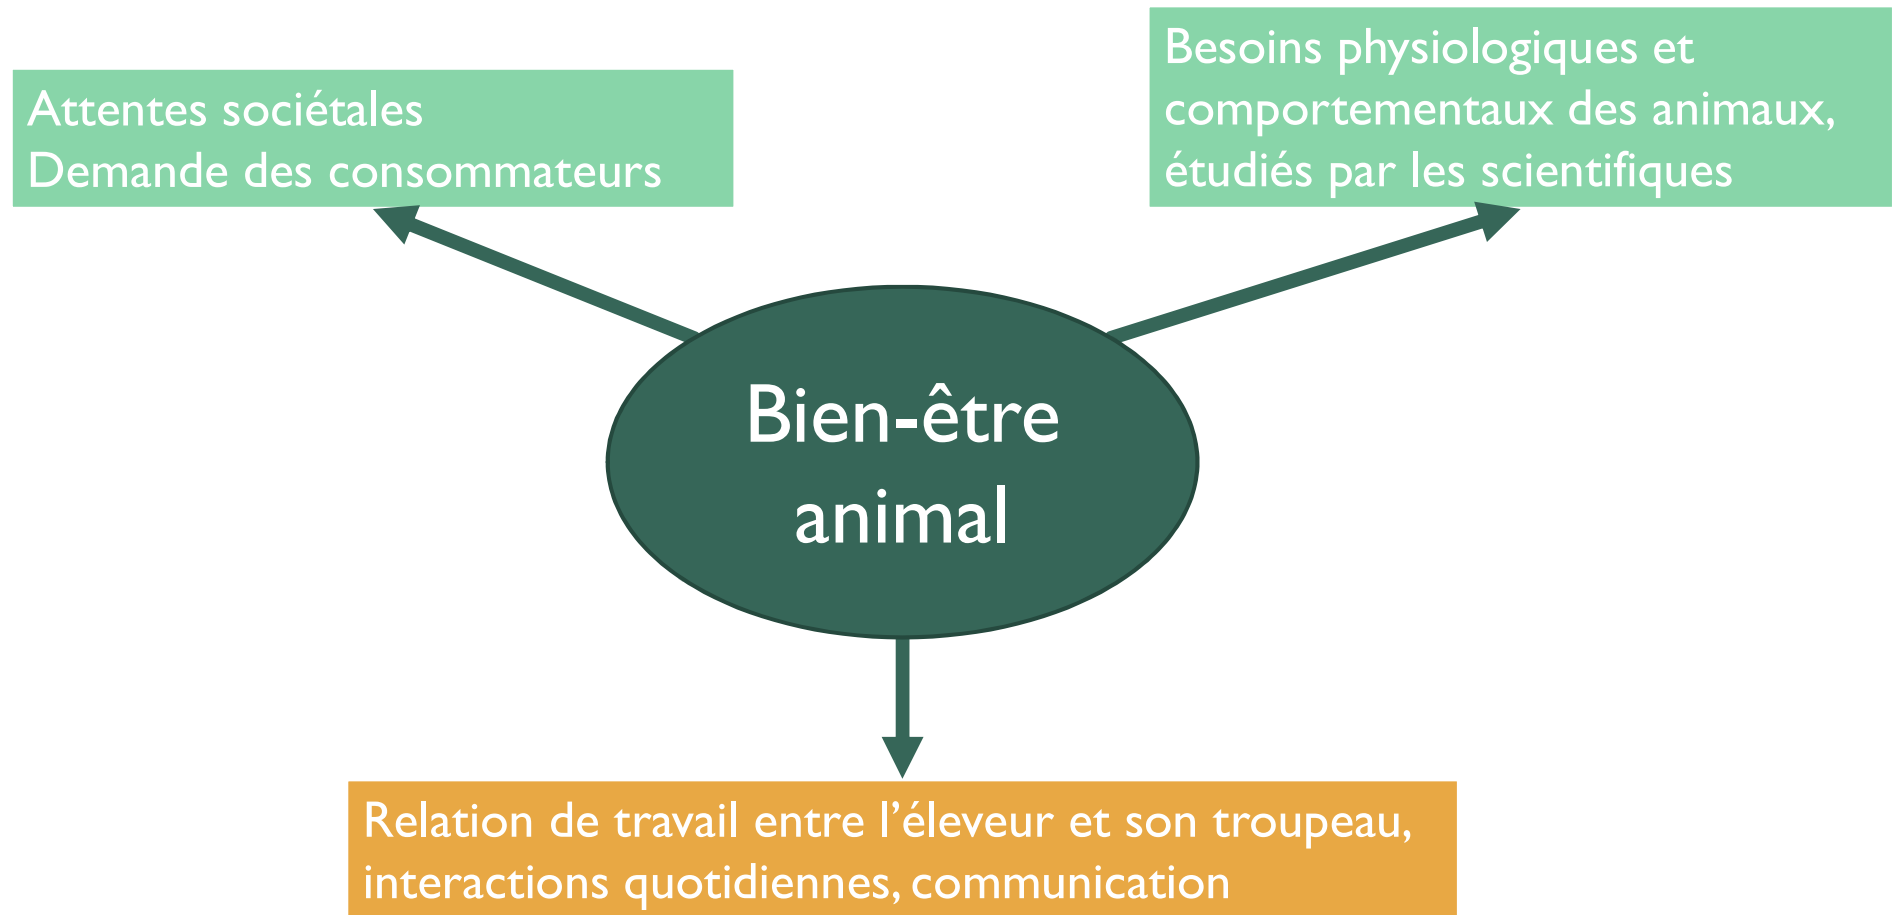 Attentes sociétales
Demande des consommateurs
Besoins physiologiques et
comportementaux des animaux,
étudiés par les scientifiques
Bien-être
animal
Relation de travail entre l’éleveur et son troupeau,
interactions quotidiennes, communication